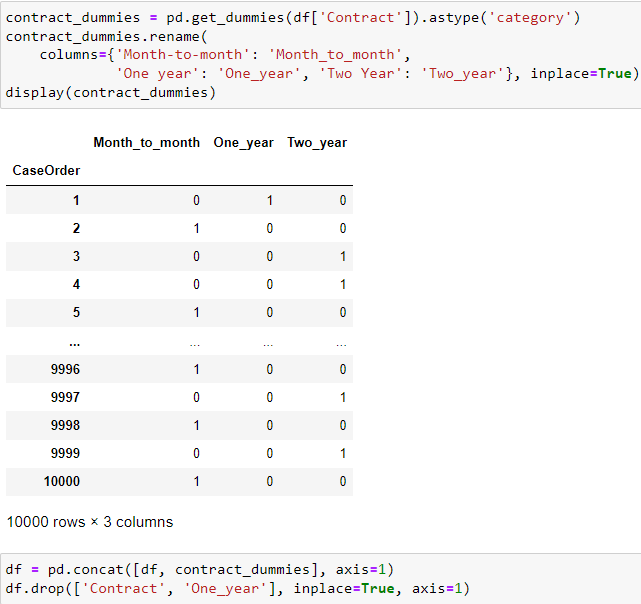 contract_dummies = pd.get_dummies(df['Contract']).astype('category')
contract_dummies.rename(
    columns={'Month-to-month': 'Month_to_month',
             'One year': 'One_year', 'Two Year': 'Two_year'}, inplace=True)
display(contract_dummies)
Month_to_month One_year Two_year
CaseOrder
1 0 1 0
2 1 0 0
3 0 0 1
4 0 0 1
5 1 0 0
... ... ... ...
9996 1 0 0
9997 0 0 1
9998 1 0 0
9999 0 0 1
10000 1 0 0
10000 rows × 3 columns
df = pd.concat([df, contract_dummies], axis=1)
df.drop(['Contract', 'One_year'], inplace=True, axis=1)